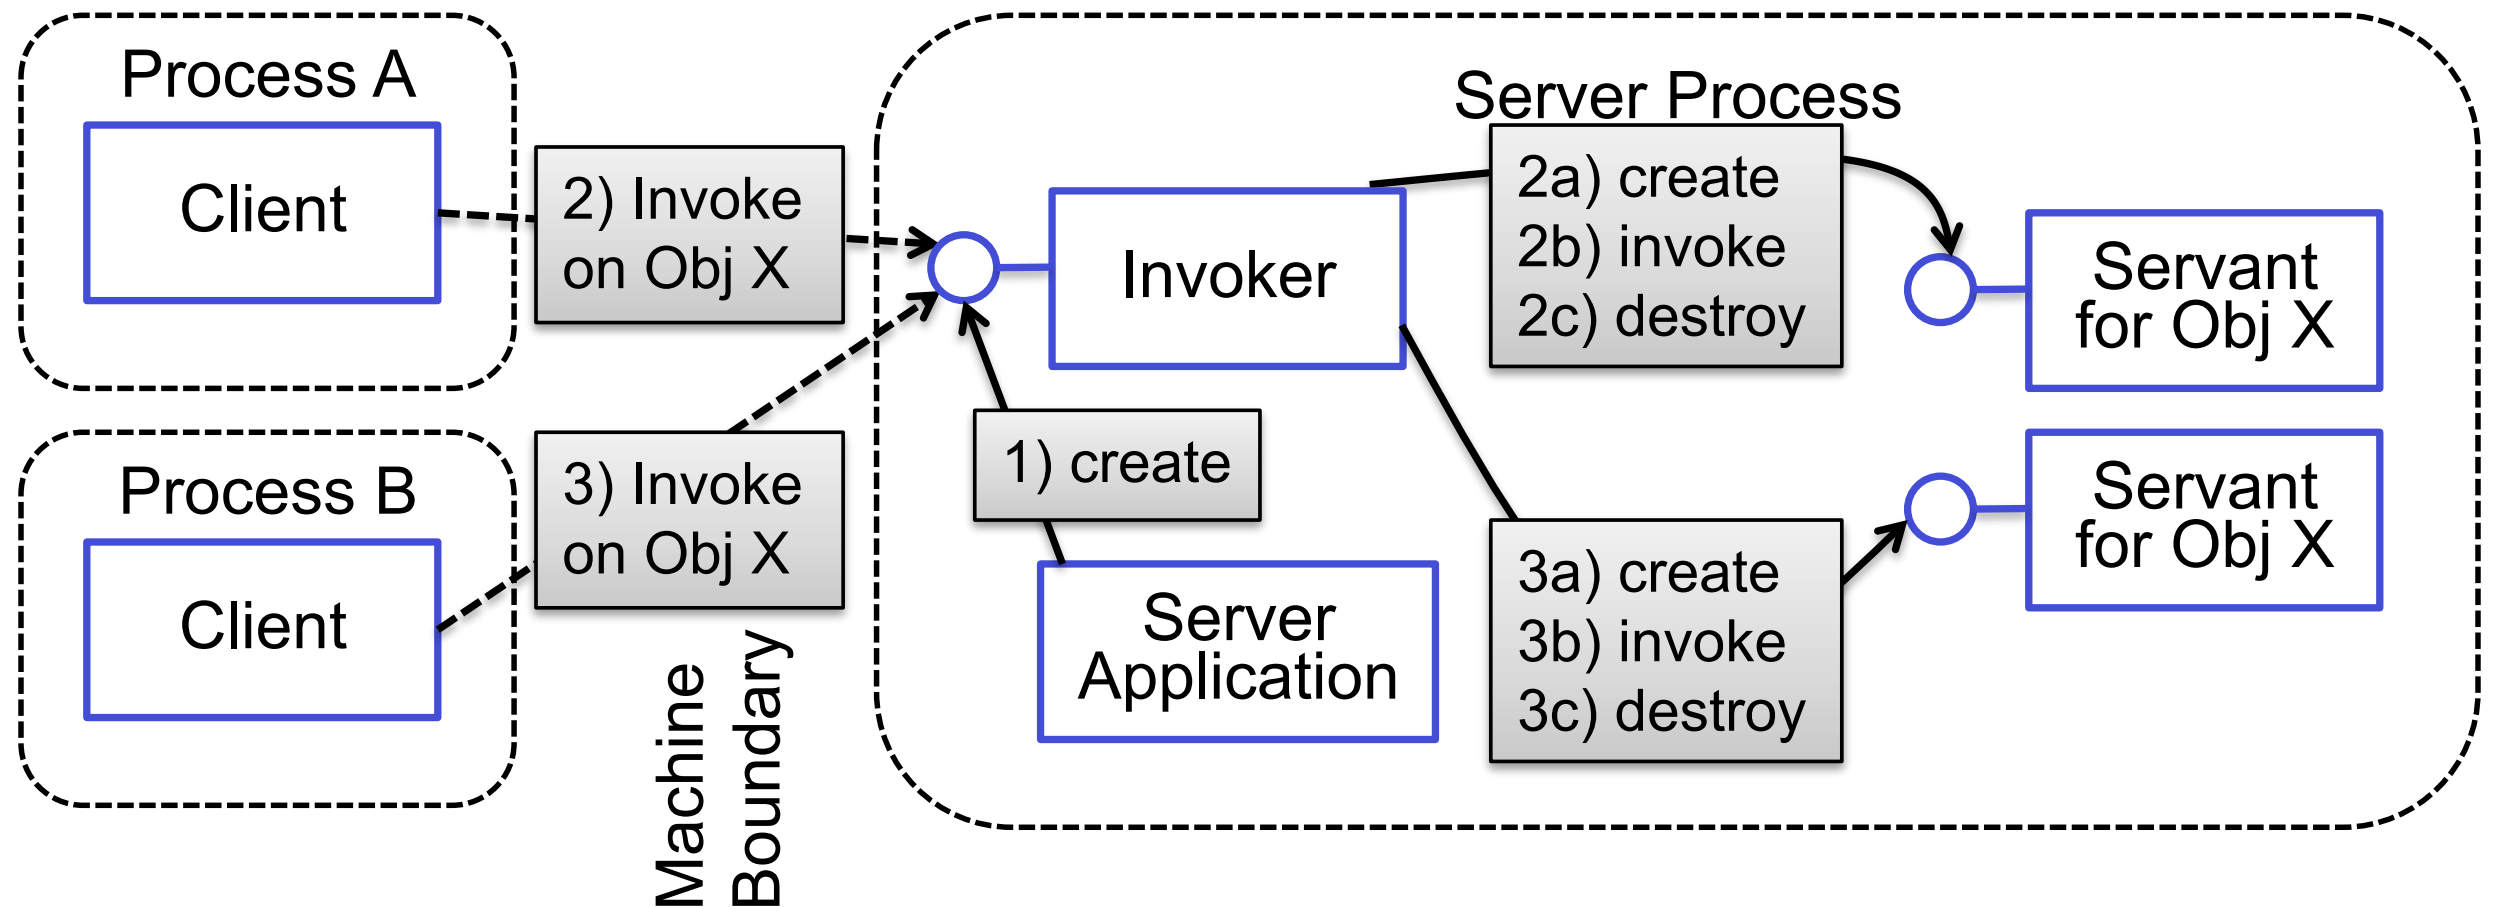 Process A
Client
2) Invoke
on Obj X
Process B
Client
3) Invoke
on Obj X
Machine
Boundary
Server Process
Invoker
1) create
Server
Application
2a) create
2b) invoke
2c) destroy
Servant
for Obj X
3a) create
3b) invoke
3c) destroy
Servant
for Obj X